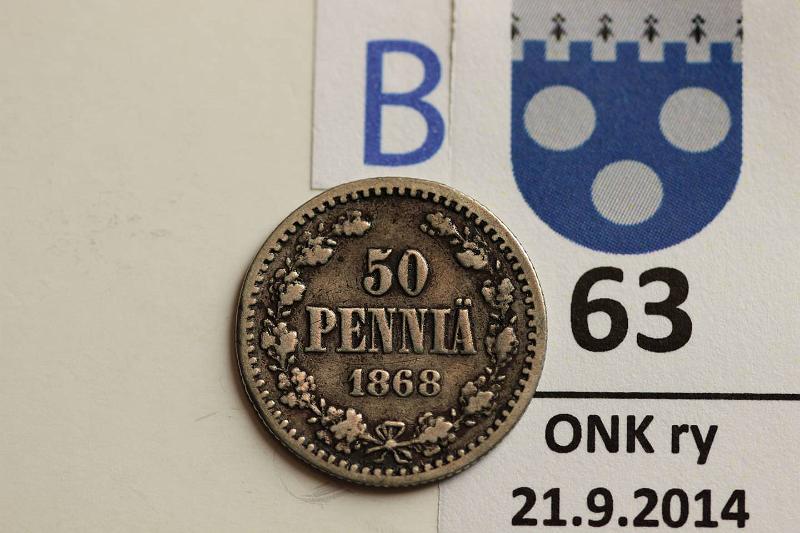 B
50
PENNIÄ
1868
63
ONK ry
21.9.2014